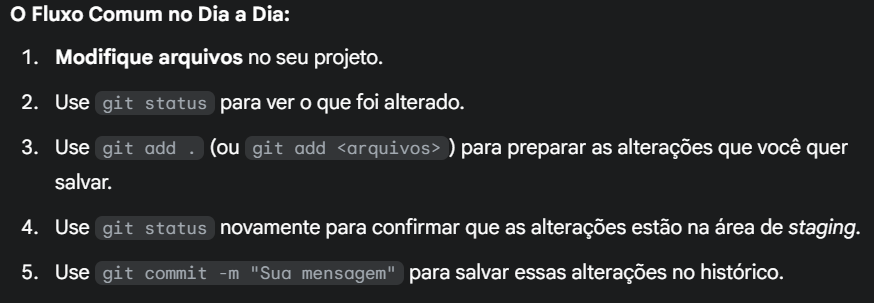 O Fluxo Comum no Dia a Dia:
1. Modifique arquivos no seu projeto.
2. Use git status para ver o que foi alterado.
3. Use git add . (ou git add <arquivos>) para preparar as alterações que você quer
salvar.
4. Use git status novamente para confirmar que as alterações estão na área de staging.
5. Use git commit -m "Sua mensagem" para salvar essas alterações no histórico.